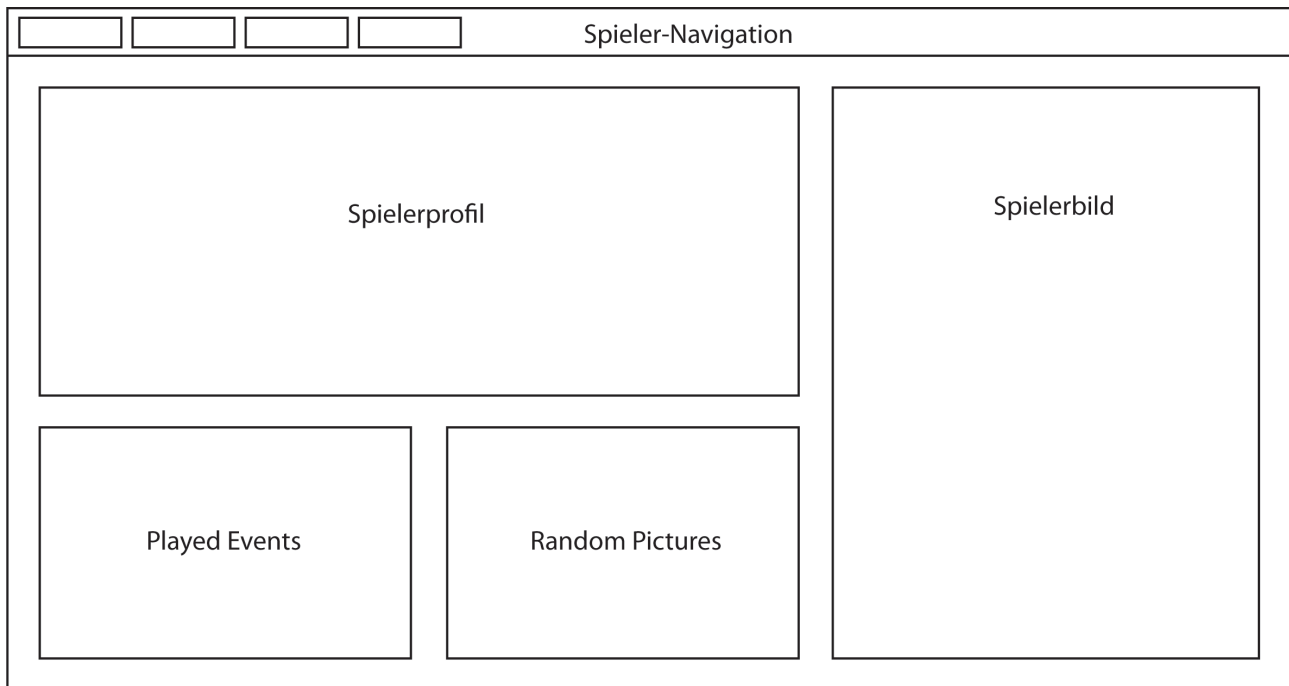 Spieler-Navigation
Spielerprofil
Spielerbild
Played Events
Random Pictures